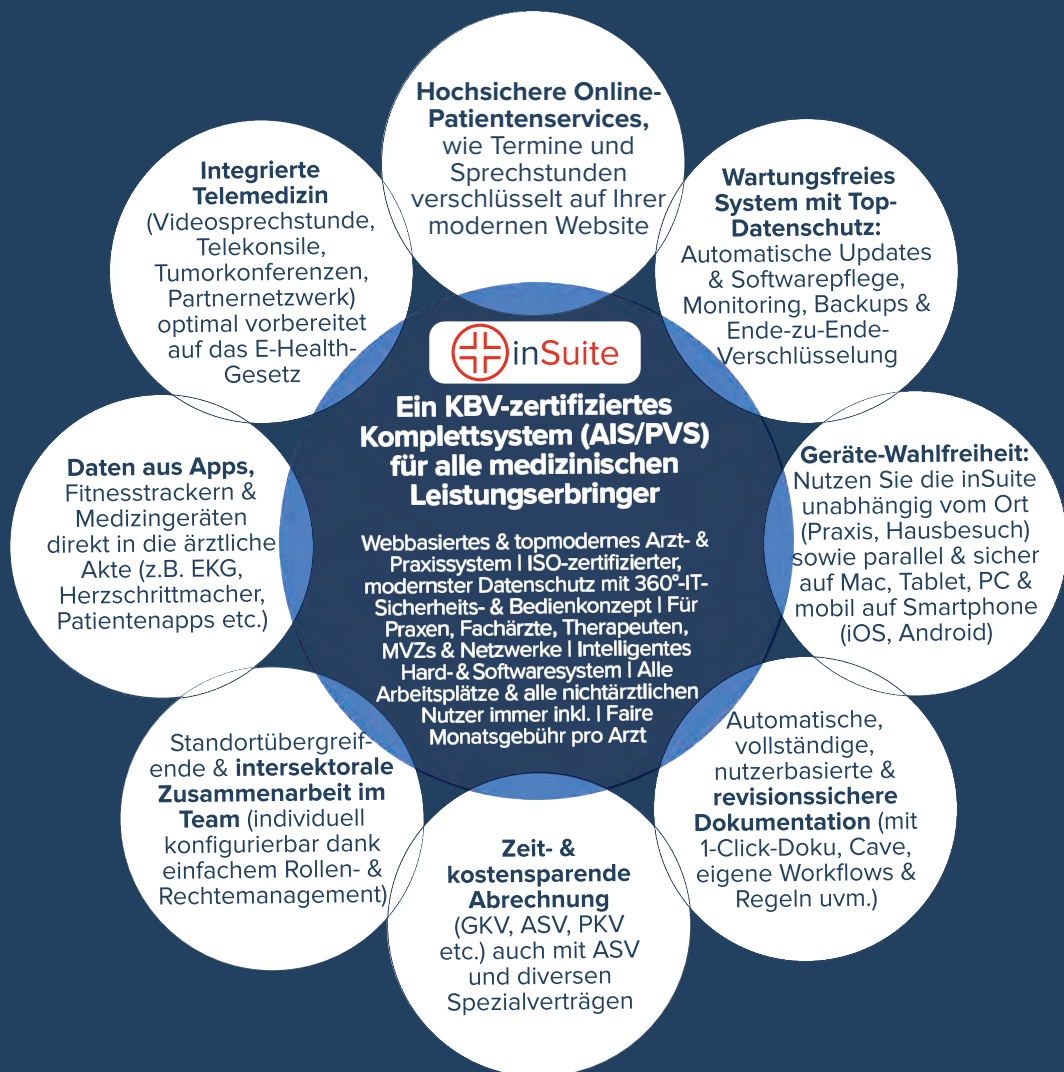 Hochsichere Online-
Patientenservices,
wie Termine und
Sprechstunden
verschlüsselt auf Ihrer
modernen Website
Wartungsfreies
System mit Top-
Datenschutz:
Automatische Updates
& Softwarepflege,
Monitoring, Backups &
Ende-zu-Ende-
Verschlüsselung
Geräte-Wahlfreiheit:
Nutzen Sie die inSuite
unabhängig vom Ort
(Praxis, Hausbesuch)
sowie parallel & sicher
auf Mac, Tablet, PC &
mobil auf Smartphone
(iOS, Android)
Automatische,
vollständige,
nutzerbasierte &
revisionssichere
Dokumentation (mit
1-Click-Doku, Cave,
eigene Workflows &
Regeln uvm.)
Zeit- &
kostensparende
Abrechnung
(GKV, ASV, PKV
etc.) auch mit ASV
und diversen
Spezialverträgen
Standortübergreif-
ende & intersektorale
Zusammenarbeit im
Team (individuell
konfigurierbar dank
einfachem Rollen- &
Rechtemanagement)
Daten aus Apps,
Fitnesstrackern &
Medizingeräten
direkt in die ärztliche
Akte (z.B. EKG,
Herzschrittmacher,
Patientenapps etc.)
Integrierte
Telemedizin
(Videosprechstunde,
Telekonsile,
Tumorkonferenzen,
Partnernetzwerk)
optimal vorbereitet
auf das E-Health-
Gesetz
inSuite
Ein KBV-zertifiziertes
Komplettsystem (AIS/PVS)
für alle medizinischen
Leistungserbringer
Webbasiertes & topmodernes Arzt- &
Praxissystem | ISO-zertifizierter,
modernster Datenschutz mit 360°-IT-
Sicherheits- & Bedienkonzept | Für
Praxen, Fachärzte, Therapeuten,
MVZs & Netzwerke | Intelligentes
Hard- & Softwaresystem | Alle
Arbeitsplätze & alle nichtärztlichen
Nutzer immer inkl. | Faire
Monatsgebühr pro Arzt